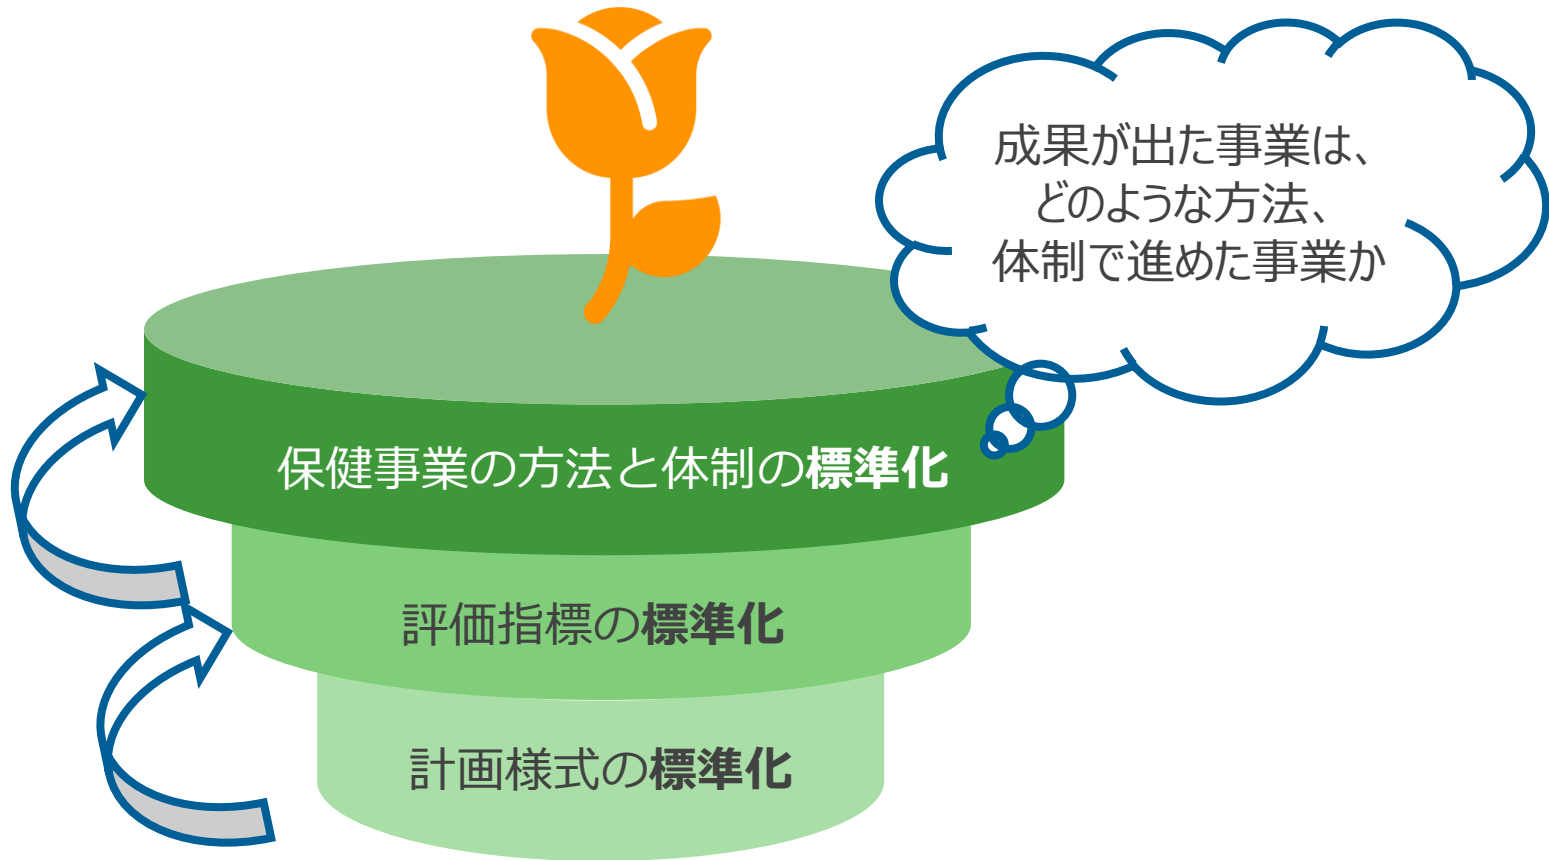 成果が出た事業は、
どのような方法、
体制で進めた事業か
保健事業の方法と体制の標準化
評価指標の標準化
計画様式の標準化